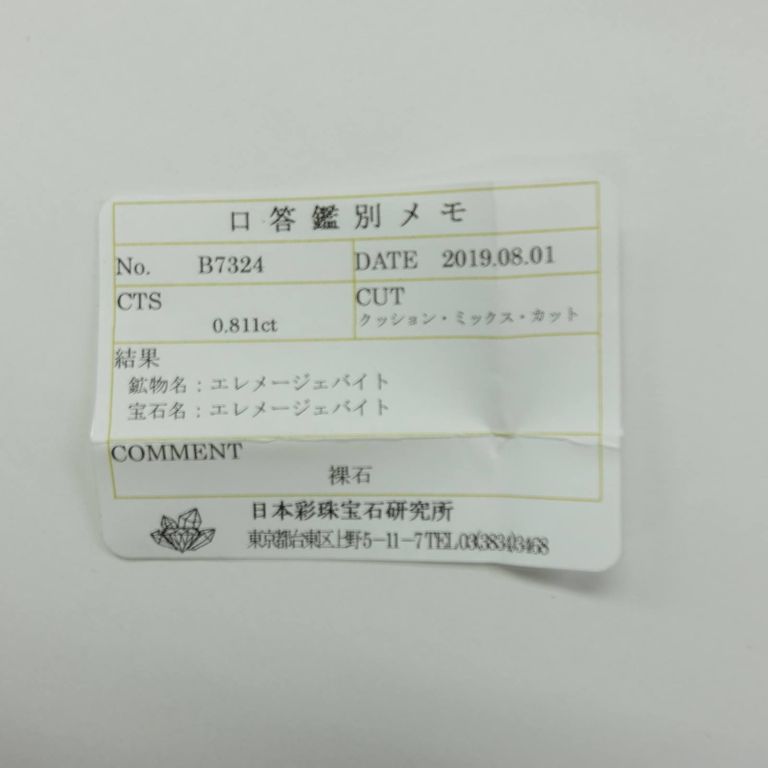 口答鑑別メモ
No. B7324 DATE 2019.08.01
CTS CUT
0.811ct クッション・ミックス・カット
結果
鉱物名：エレメージェバイト
宝石名：エレメージェバイト
COMMENT
裸石
日本彩珠宝石研究所
東京都台東区上野5-11-7 TEL 03(3834)3468